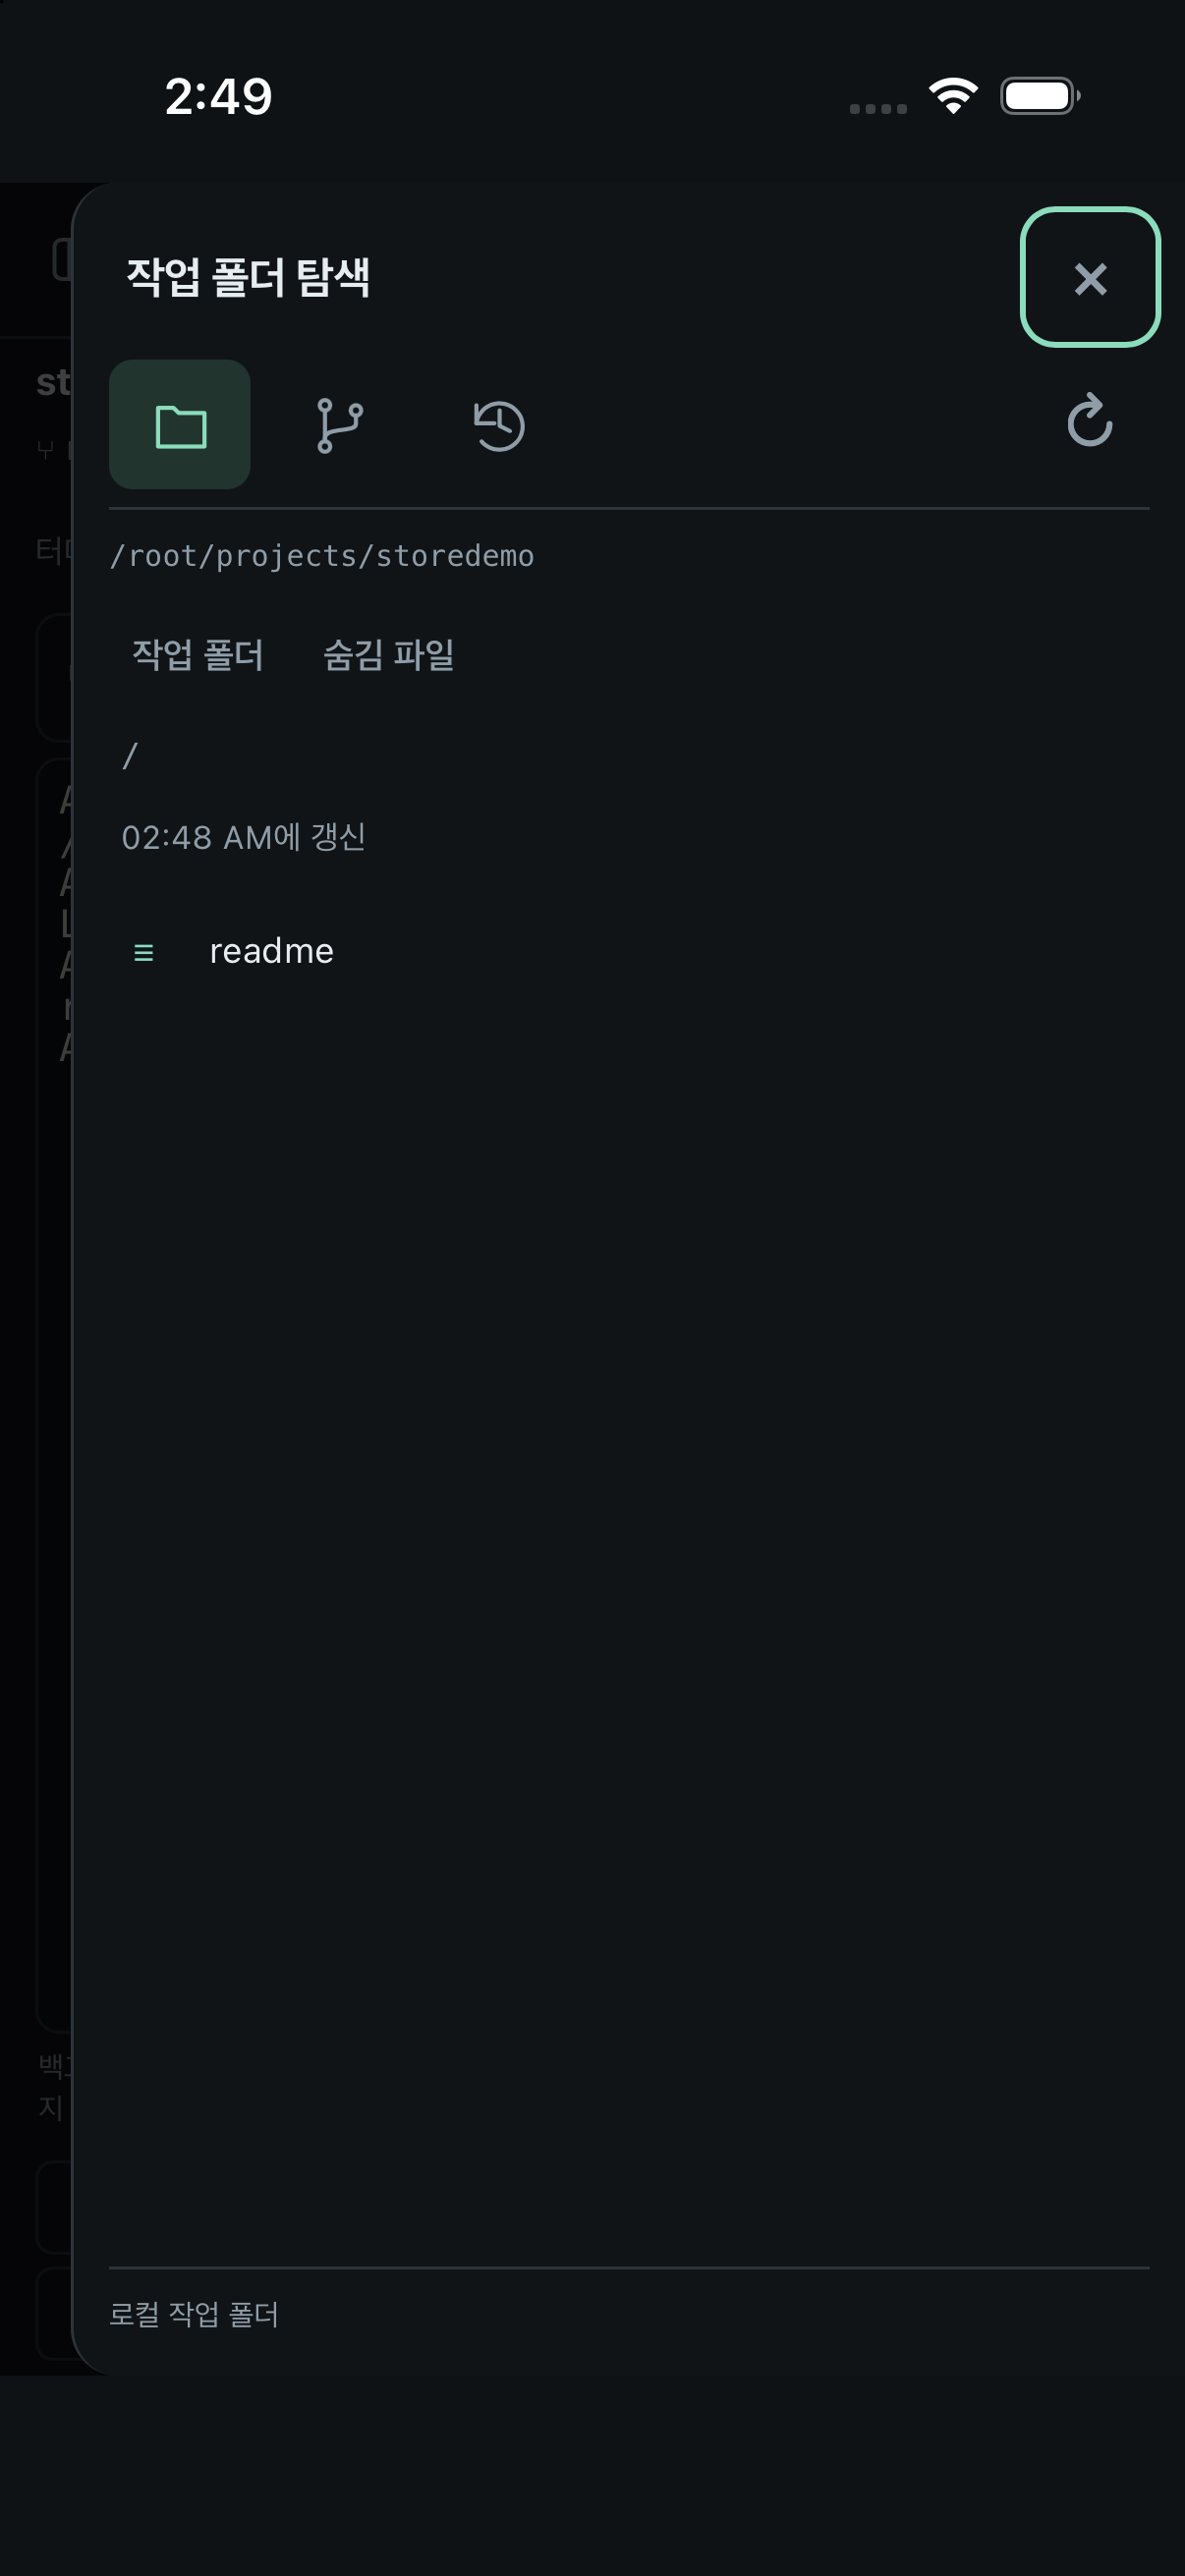 2:49
작업 폴더 탐색
/root/projects/storedemo
작업 폴더 숨김 파일
/
02:48 AM에 갱신
readme
로컬 작업 폴더